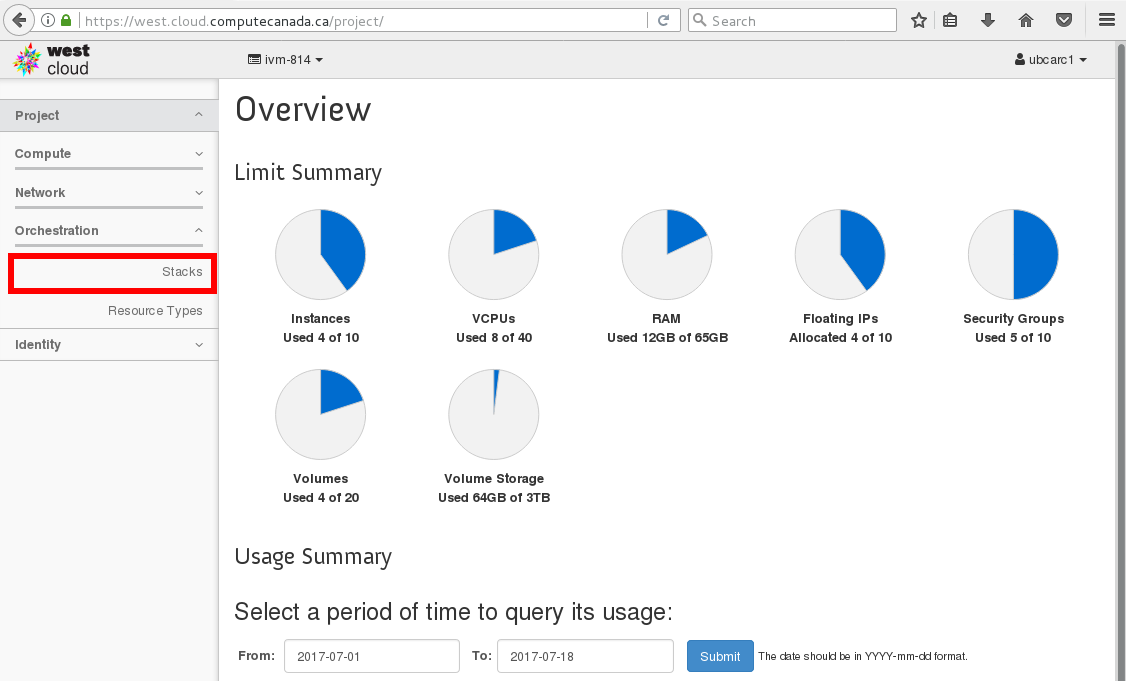 https://west.cloud.computecanada.ca/project/
Search
west
cloud
ivm-814
ubcarc1
Project
Compute
Network
Orchestration
Stacks
Resource Types
Identity
Overview
Limit Summary
Instances
Used 4 of 10
VCPUs
Used 8 of 40
RAM
Used 12GB of 65GB
Floating IPs
Allocated 4 of 10
Security Groups
Used 5 of 10
Volumes
Used 4 of 20
Volume Storage
Used 64GB of 3TB
Usage Summary
Select a period of time to query its usage:
From: 2017-07-01 To: 2017-07-18 Submit The date should be in YYYY-mm-dd format.